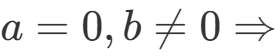 a = 0, b ≠ 0 ⇒